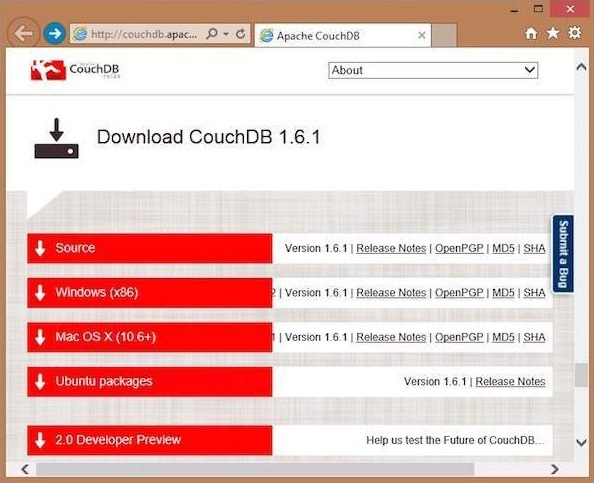 http://couchdb.apac...
Apache CouchDB
CouchDB
relax
About
Download CouchDB 1.6.1
Source
Version 1.6.1 | Release Notes | OpenPGP | MD5 | SHA
Submit a Bug
Windows (x86)
2 | Version 1.6.1 | Release Notes | OpenPGP | MD5 | SHA
Mac OS X (10.6+)
| Version 1.6.1 | Release Notes | OpenPGP | MD5 | SHA
Ubuntu packages
Version 1.6.1 | Release Notes
2.0 Developer Preview
Help us test the Future of CouchDB...